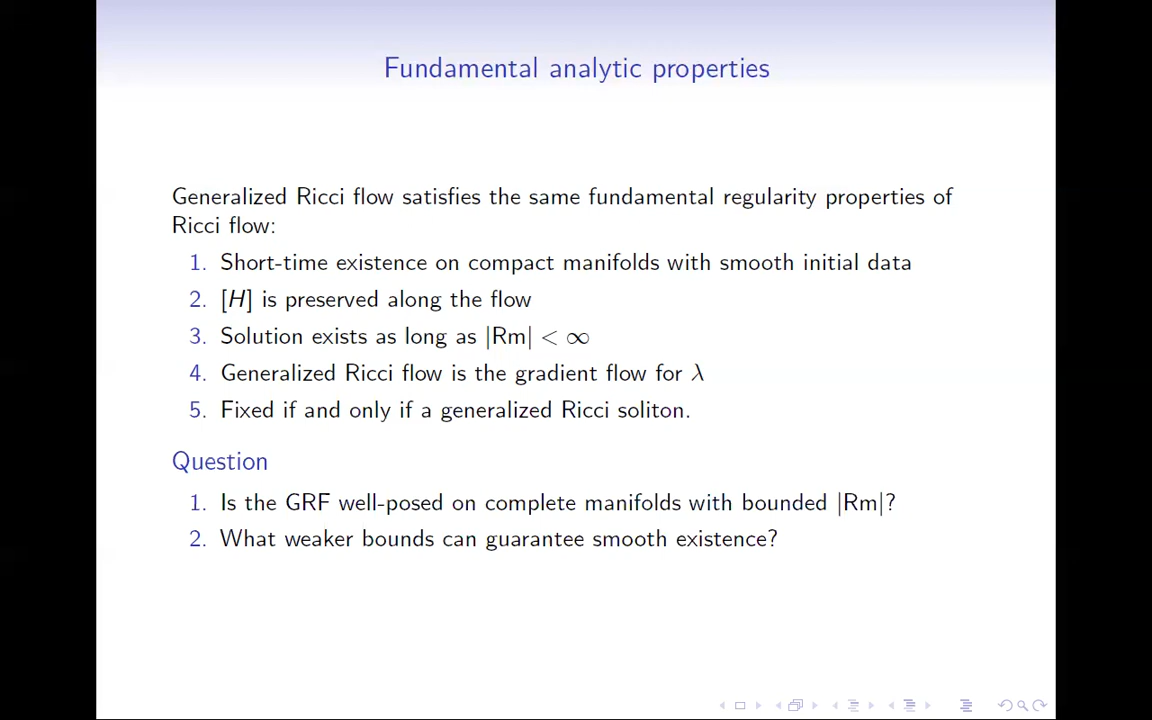 Fundamental analytic properties
Generalized Ricci flow satisfies the same fundamental regularity properties of
Ricci flow:
1. Short-time existence on compact manifolds with smooth initial data
2. [H] is preserved along the flow
3. Solution exists as long as |Rm| < ∞
4. Generalized Ricci flow is the gradient flow for λ
5. Fixed if and only if a generalized Ricci soliton.
Question
1. Is the GRF well-posed on complete manifolds with bounded |Rm|?
2. What weaker bounds can guarantee smooth existence?